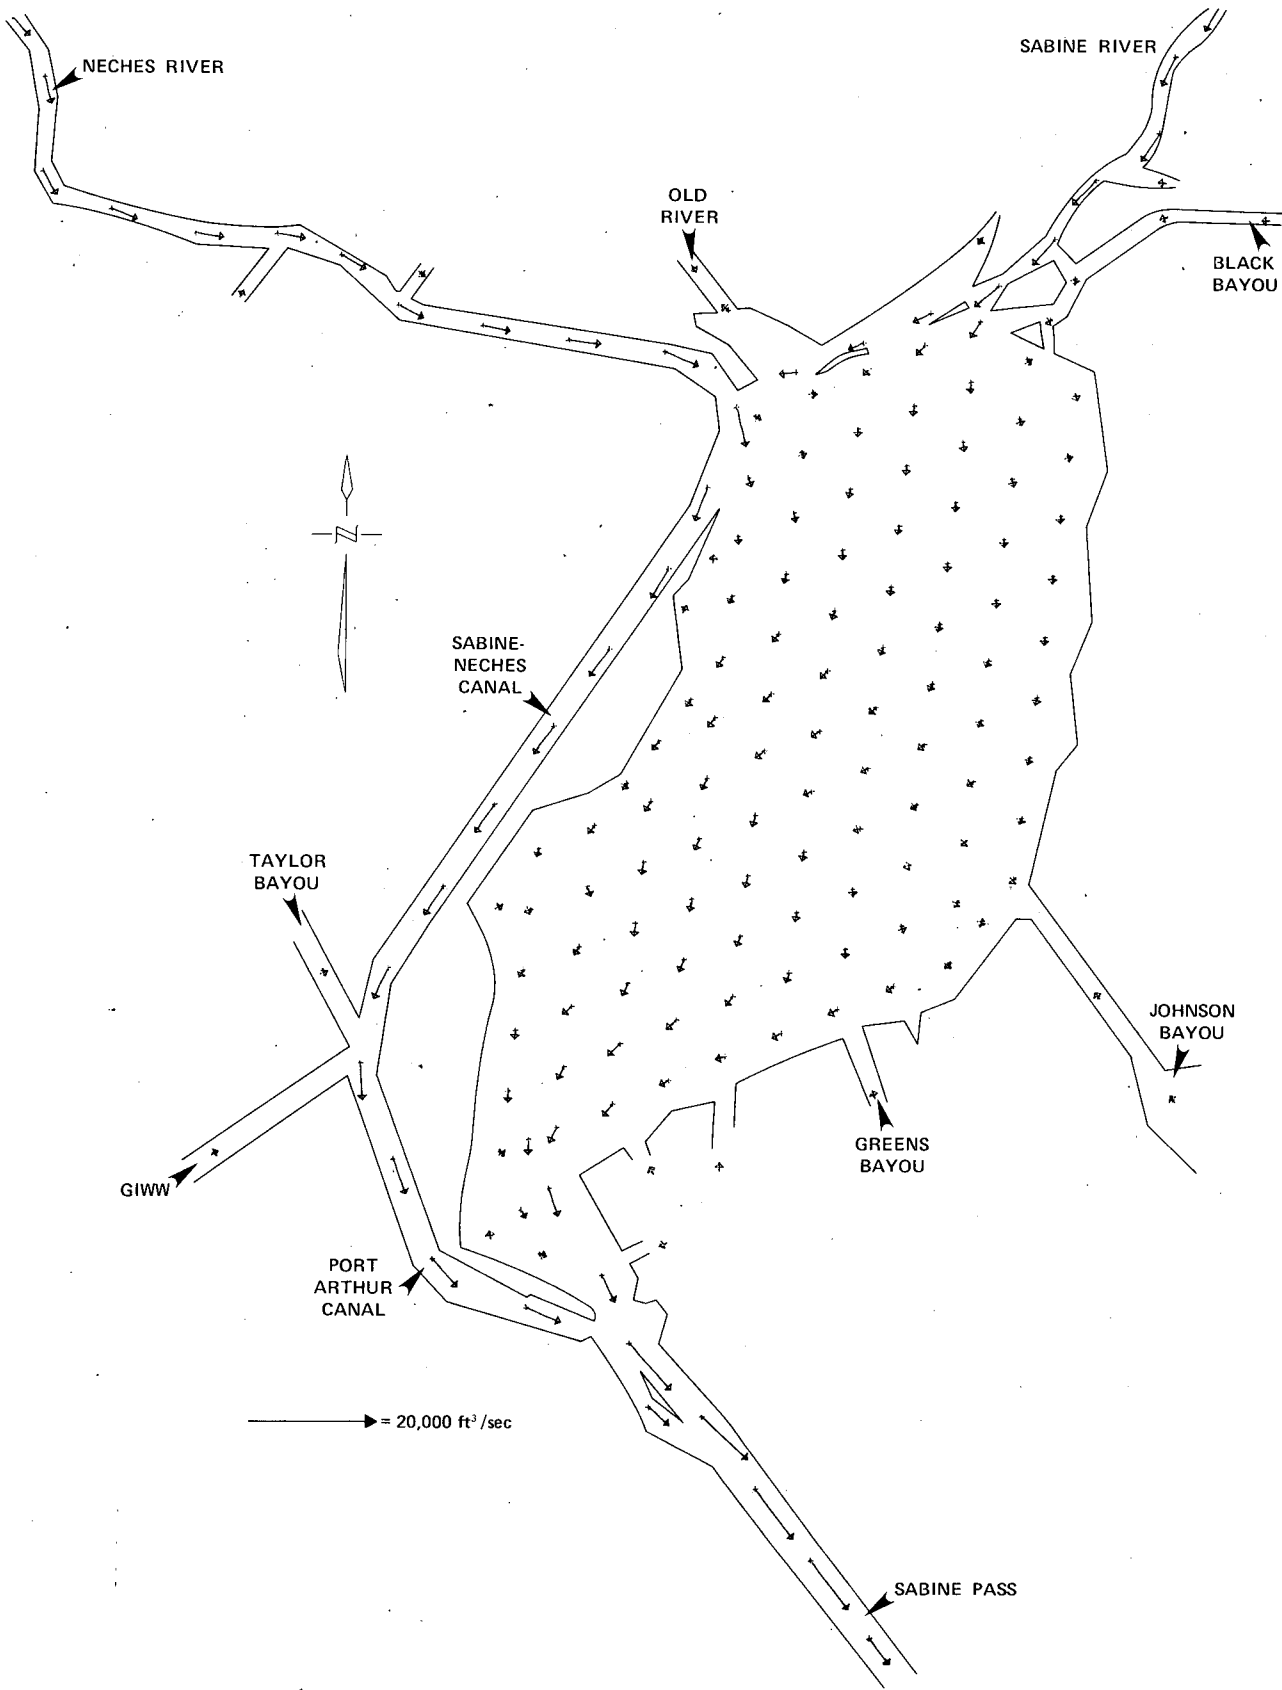 SABINE RIVER
NECHES RIVER
OLD
RIVER
BLACK
BAYOU
N
SABINE-
NECHES
CANAL
TAYLOR
BAYOU
JOHNSON
BAYOU
GREENS
BAYOU
GIWW
PORT
ARTHUR
CANAL
= 20,000 ft³/sec
SABINE PASS